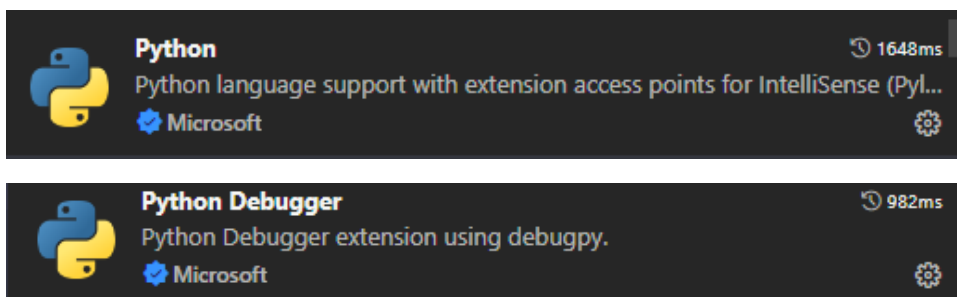 Python
1648ms
Python language support with extension access points for IntelliSense (Pyl...
Microsoft
Python Debugger
982ms
Python Debugger extension using debugpy.
Microsoft